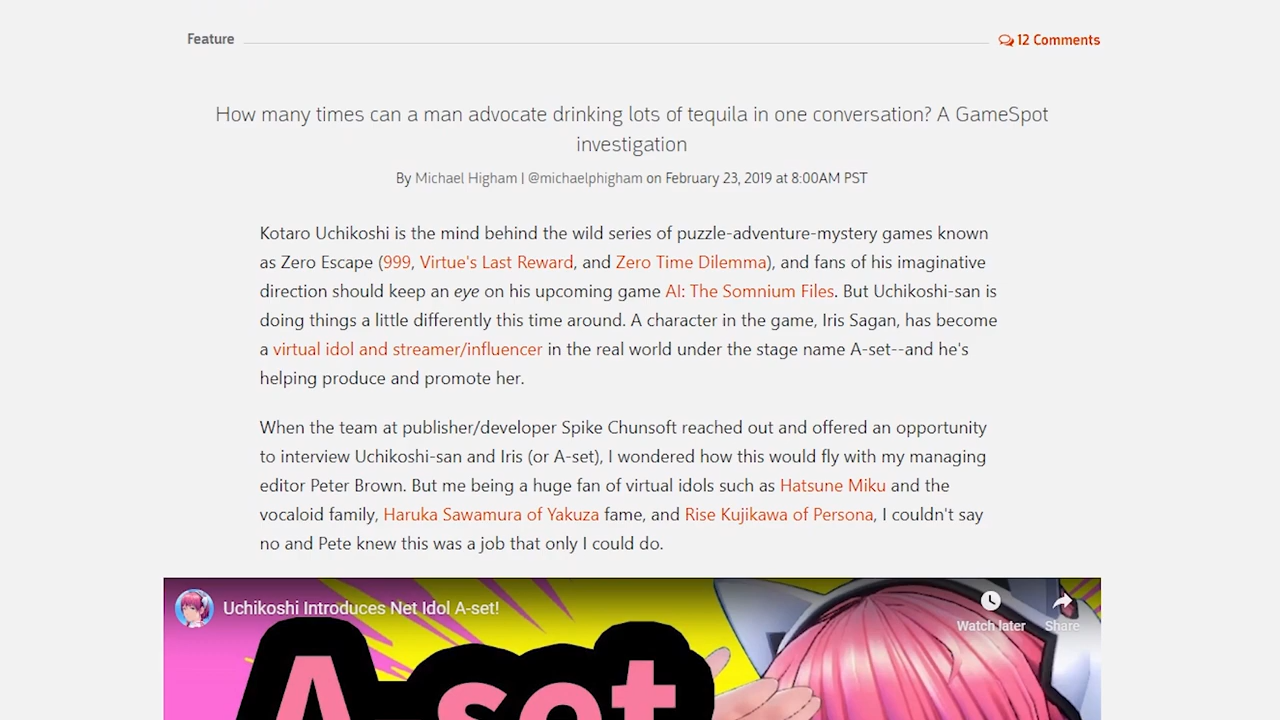 Feature
12 Comments
How many times can a man advocate drinking lots of tequila in one conversation? A GameSpot
investigation
By Michael Higham | @michaelphigham on February 23, 2019 at 8:00AM PST
Kotaro Uchikoshi is the mind behind the wild series of puzzle-adventure-mystery games known
as Zero Escape (999, Virtue's Last Reward, and Zero Time Dilemma), and fans of his imaginative
direction should keep an eye on his upcoming game AI: The Somnium Files. But Uchikoshi-san is
doing things a little differently this time around. A character in the game, Iris Sagan, has become
a virtual idol and streamer/influencer in the real world under the stage name A-set--and he's
helping produce and promote her.
When the team at publisher/developer Spike Chunsoft reached out and offered an opportunity
to interview Uchikoshi-san and Iris (or A-set), I wondered how this would fly with my managing
editor Peter Brown. But me being a huge fan of virtual idols such as Hatsune Miku and the
vocaloid family, Haruka Sawamura of Yakuza fame, and Rise Kujikawa of Persona, I couldn't say
no and Pete knew this was a job that only I could do.
Uchikoshi Introduces Net Idol A-set!
Watch later
Share
A-set